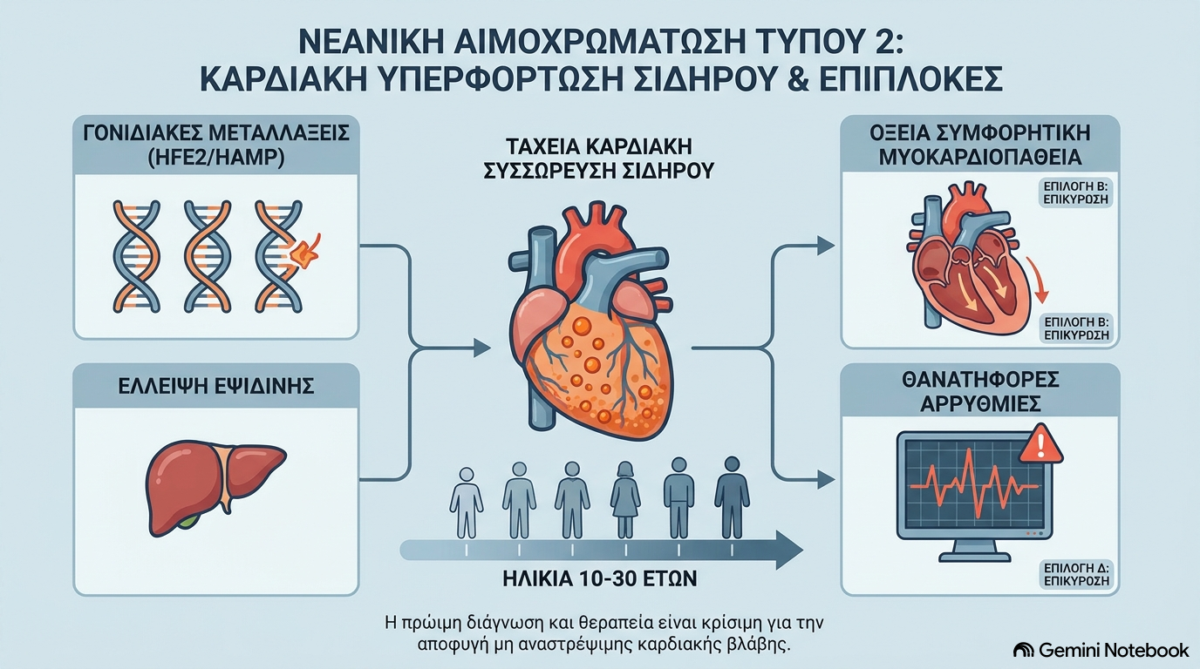 ΝΕΑΝΙΚΗ ΑΙΜΟΧΡΩΜΑΤΩΣΗ ΤΥΠΟΥ 2:
ΚΑΡΔΙΑΚΗ ΥΠΕΡΦΟΡΤΩΣΗ ΣΙΔΗΡΟΥ & ΕΠΙΠΛΟΚΕΣ
ΓΟΝΙΔΙΑΚΕΣ ΜΕΤΑΛΛΑΞΕΙΣ
(HFE2/HAMP)
ΕΛΛΕΙΨΗ ΕΨΙΔΙΝΗΣ
ΤΑΧΕΙΑ ΚΑΡΔΙΑΚΗ
ΣΥΣΣΩΡΕΥΣΗ ΣΙΔΗΡΟΥ
ΗΛΙΚΙΑ 10-30 ΕΤΩΝ
ΟΞΕΙΑ ΣΥΜΦΟΡΗΤΙΚΗ
ΜΥΟΚΑΡΔΙΟΠΑΘΕΙΑ
ΕΠΙΛΟΓΗ Β:
ΕΠΙΚΥΡΩΣΗ
ΕΠΙΛΟΓΗ Β:
ΕΠΙΚΥΡΩΣΗ
ΘΑΝΑΤΗΦΟΡΕΣ
ΑΡΡΥΘΜΙΕΣ
ΕΠΙΛΟΓΗ Δ:
ΕΠΙΚΥΡΩΣΗ
Η πρώιμη διάγνωση και θεραπεία είναι κρίσιμη για την
αποφυγή μη αναστρέψιμης καρδιακής βλάβης.
Gemini Notebook